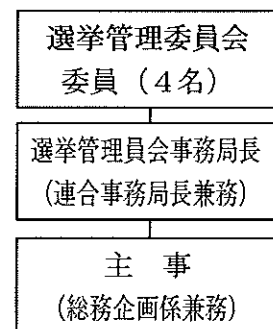 選挙管理委員会
委員（４名）
選挙管理員会事務局長
（連合事務局長兼務）
主　事
（総務企画係兼務）